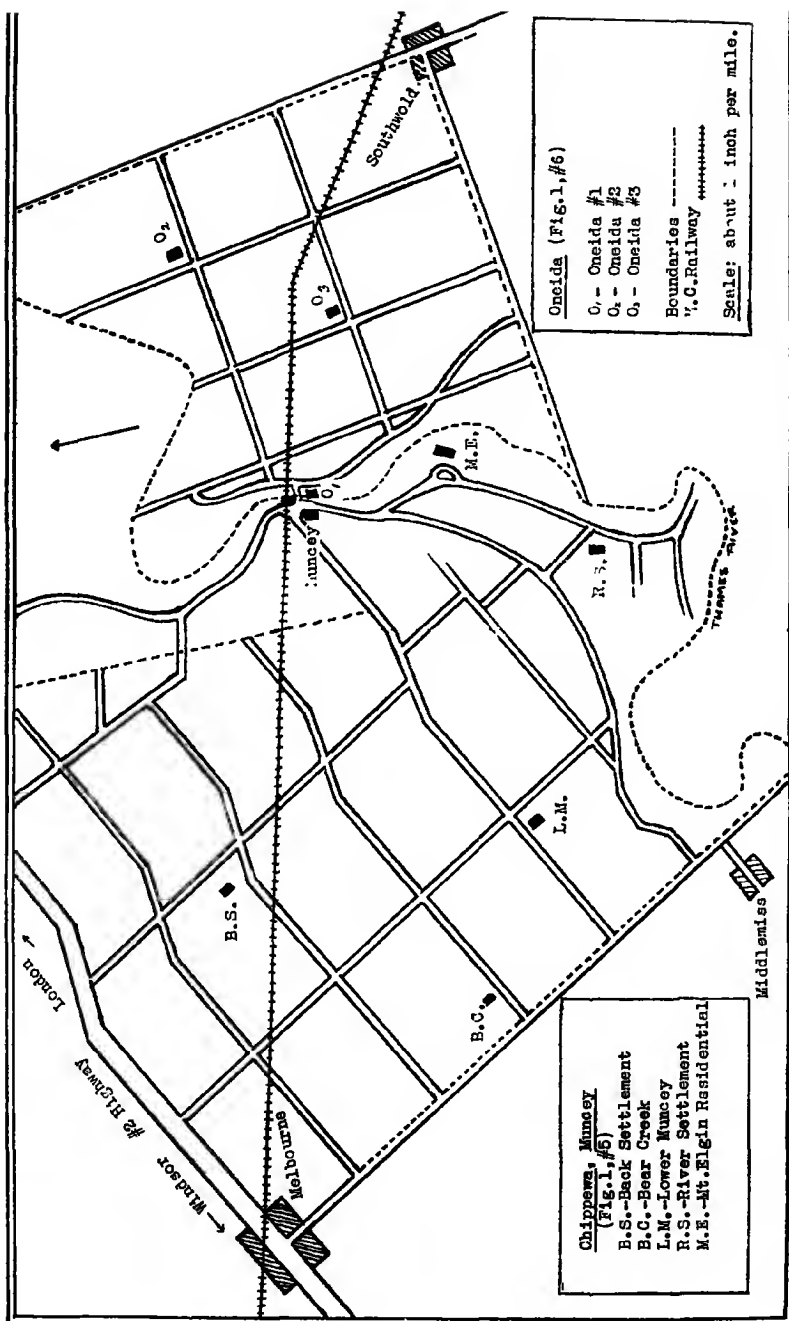 London
#2 Highway
Windsor
Melbourne
B.S.
B.C.
L.M.
Middlemiss
R.S.
THAMES RIVER
M.E.
O₁
O₂
O₃
Southwold
Chippewa, Muncey
(Fig.1,#5)
B.S.-Back Settlement
B.C.-Bear Creek
L.M.-Lower Muncey
R.S.-River Settlement
M.E.-Mt.Elgin Residential
Oneida (Fig.1,#6)
O₁ - Oneida #1
O₂ - Oneida #2
O₃ - Oneida #3
Boundaries --------
.C.Railway
Scale: about inch per mile.